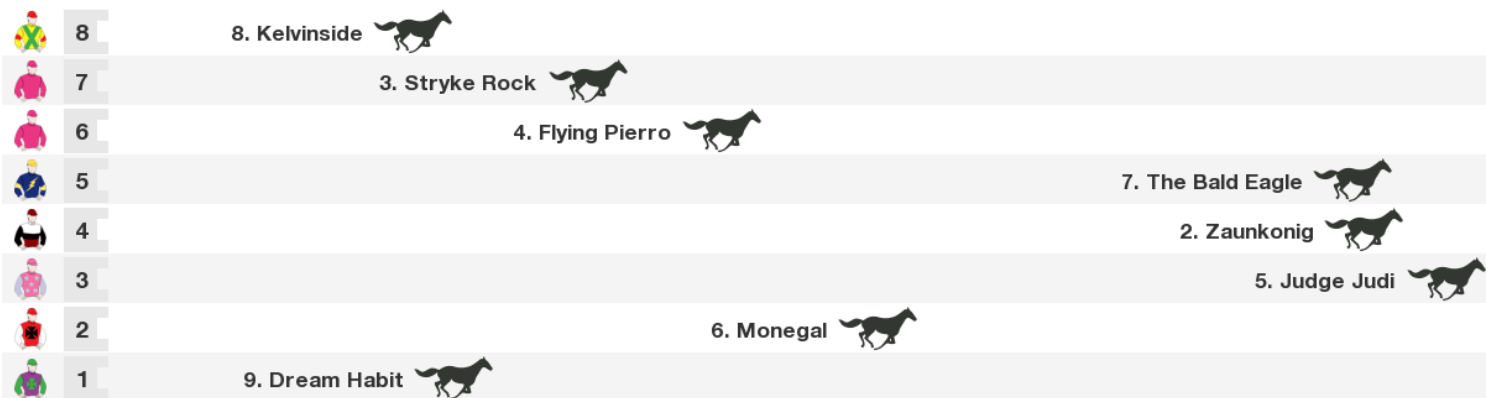 8 8. Kelvinside
7 3. Stryke Rock
6 4. Flying Pierro
5 7. The Bald Eagle
4 2. Zaunkonig
3 5. Judge Judi
2 6. Monegal
1 9. Dream Habit